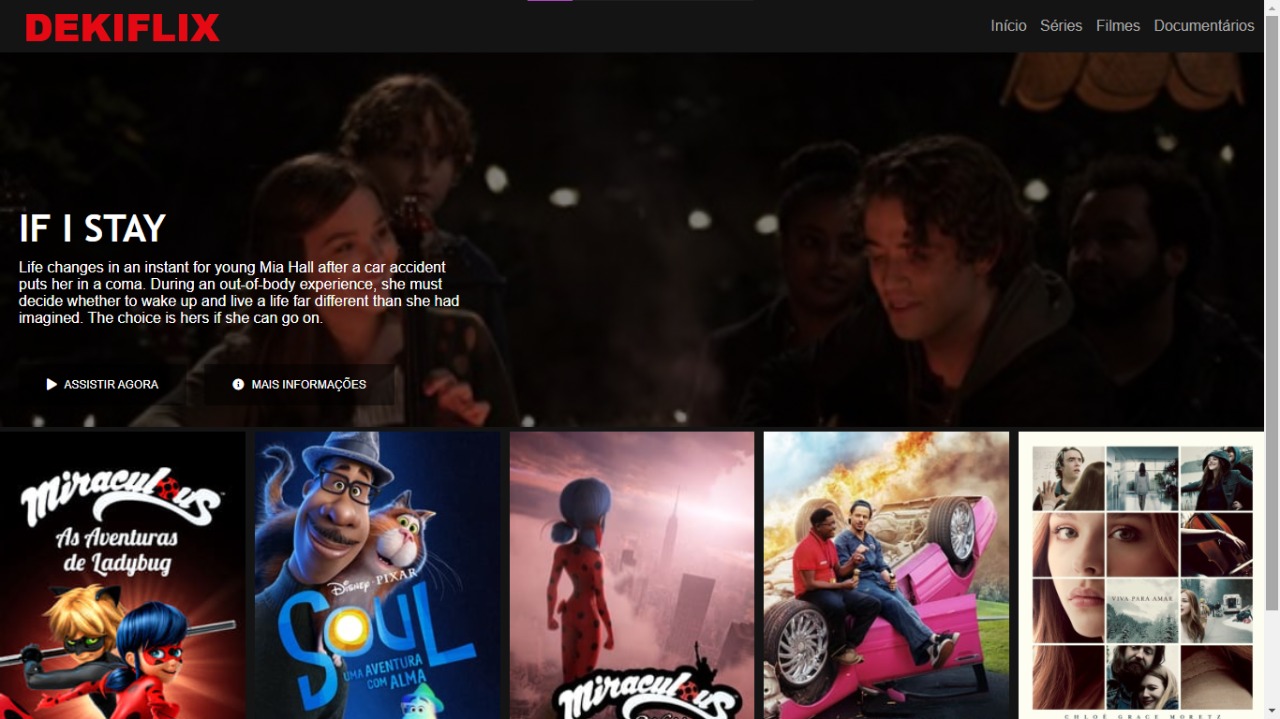 DEKIFLIX
Início Séries Filmes Documentários
IF I STAY
Life changes in an instant for young Mia Hall after a car accident
puts her in a coma. During an out-of-body experience, she must
decide whether to wake up and live a life far different than she had
imagined. The choice is hers if she can go on.
ASSISTIR AGORA
MAIS INFORMAÇÕES
Miraculous
As Aventuras
de Ladybug
Disney · PIXAR
SOUL
UMA AVENTURA
COM ALMA
Miraculous
VIVA PARA AMAR
CHLOË GRACE MORETZ